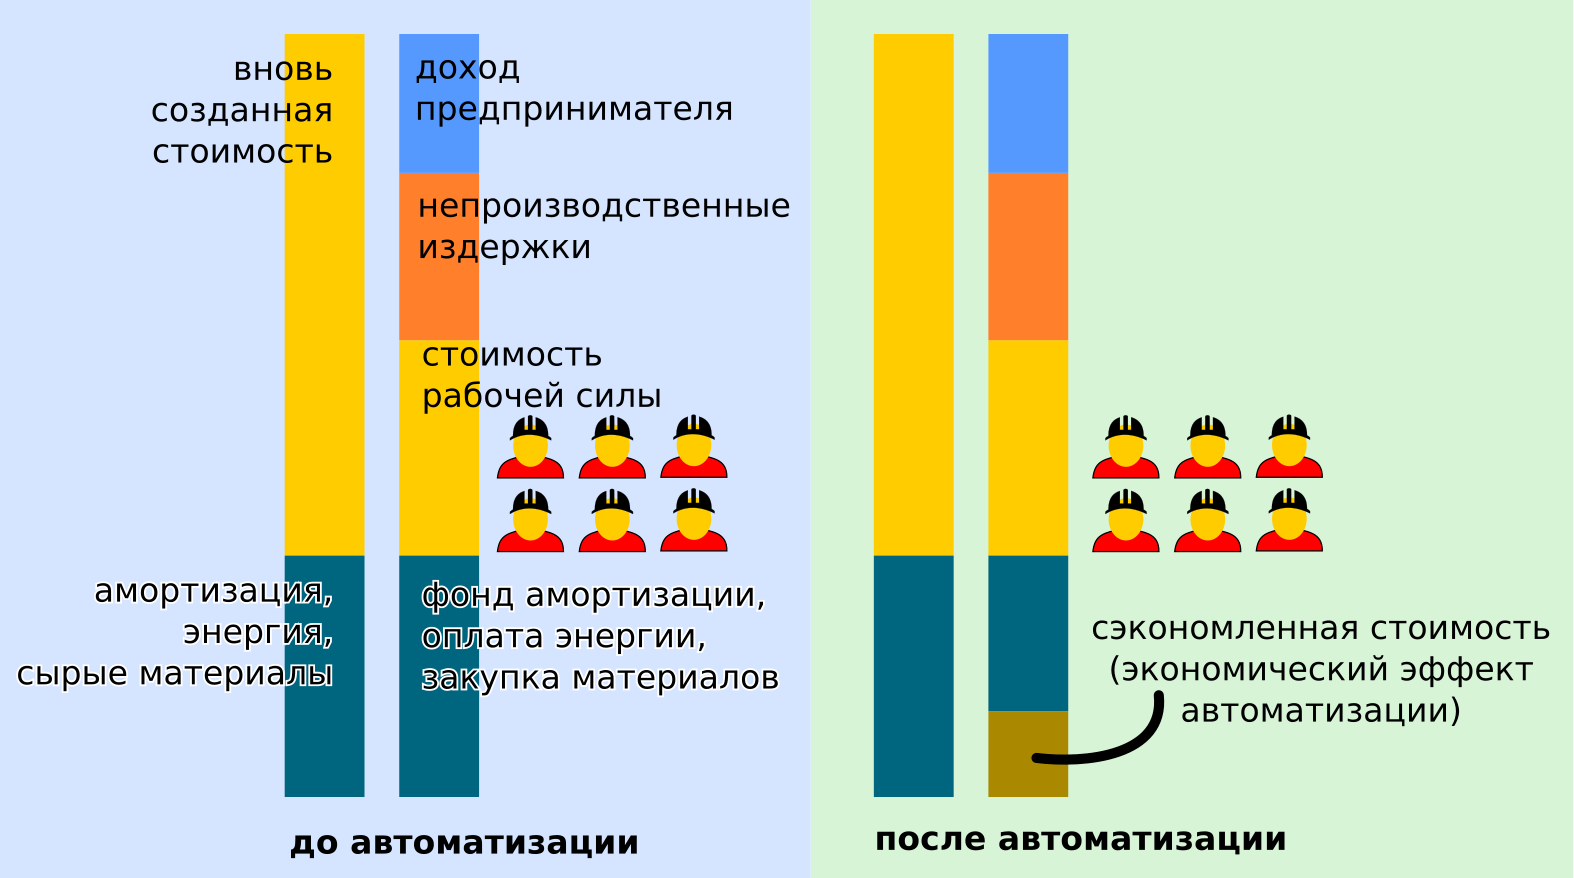 вновь
созданная
стоимость
доход
предпринимателя
непроизводственные
издержки
стоимость
рабочей силы
амортизация,
энергия,
сырые материалы
фонд амортизации,
оплата энергии,
закупка материалов
до автоматизации
сэкономленная стоимость
(экономический эффект
автоматизации)
после автоматизации